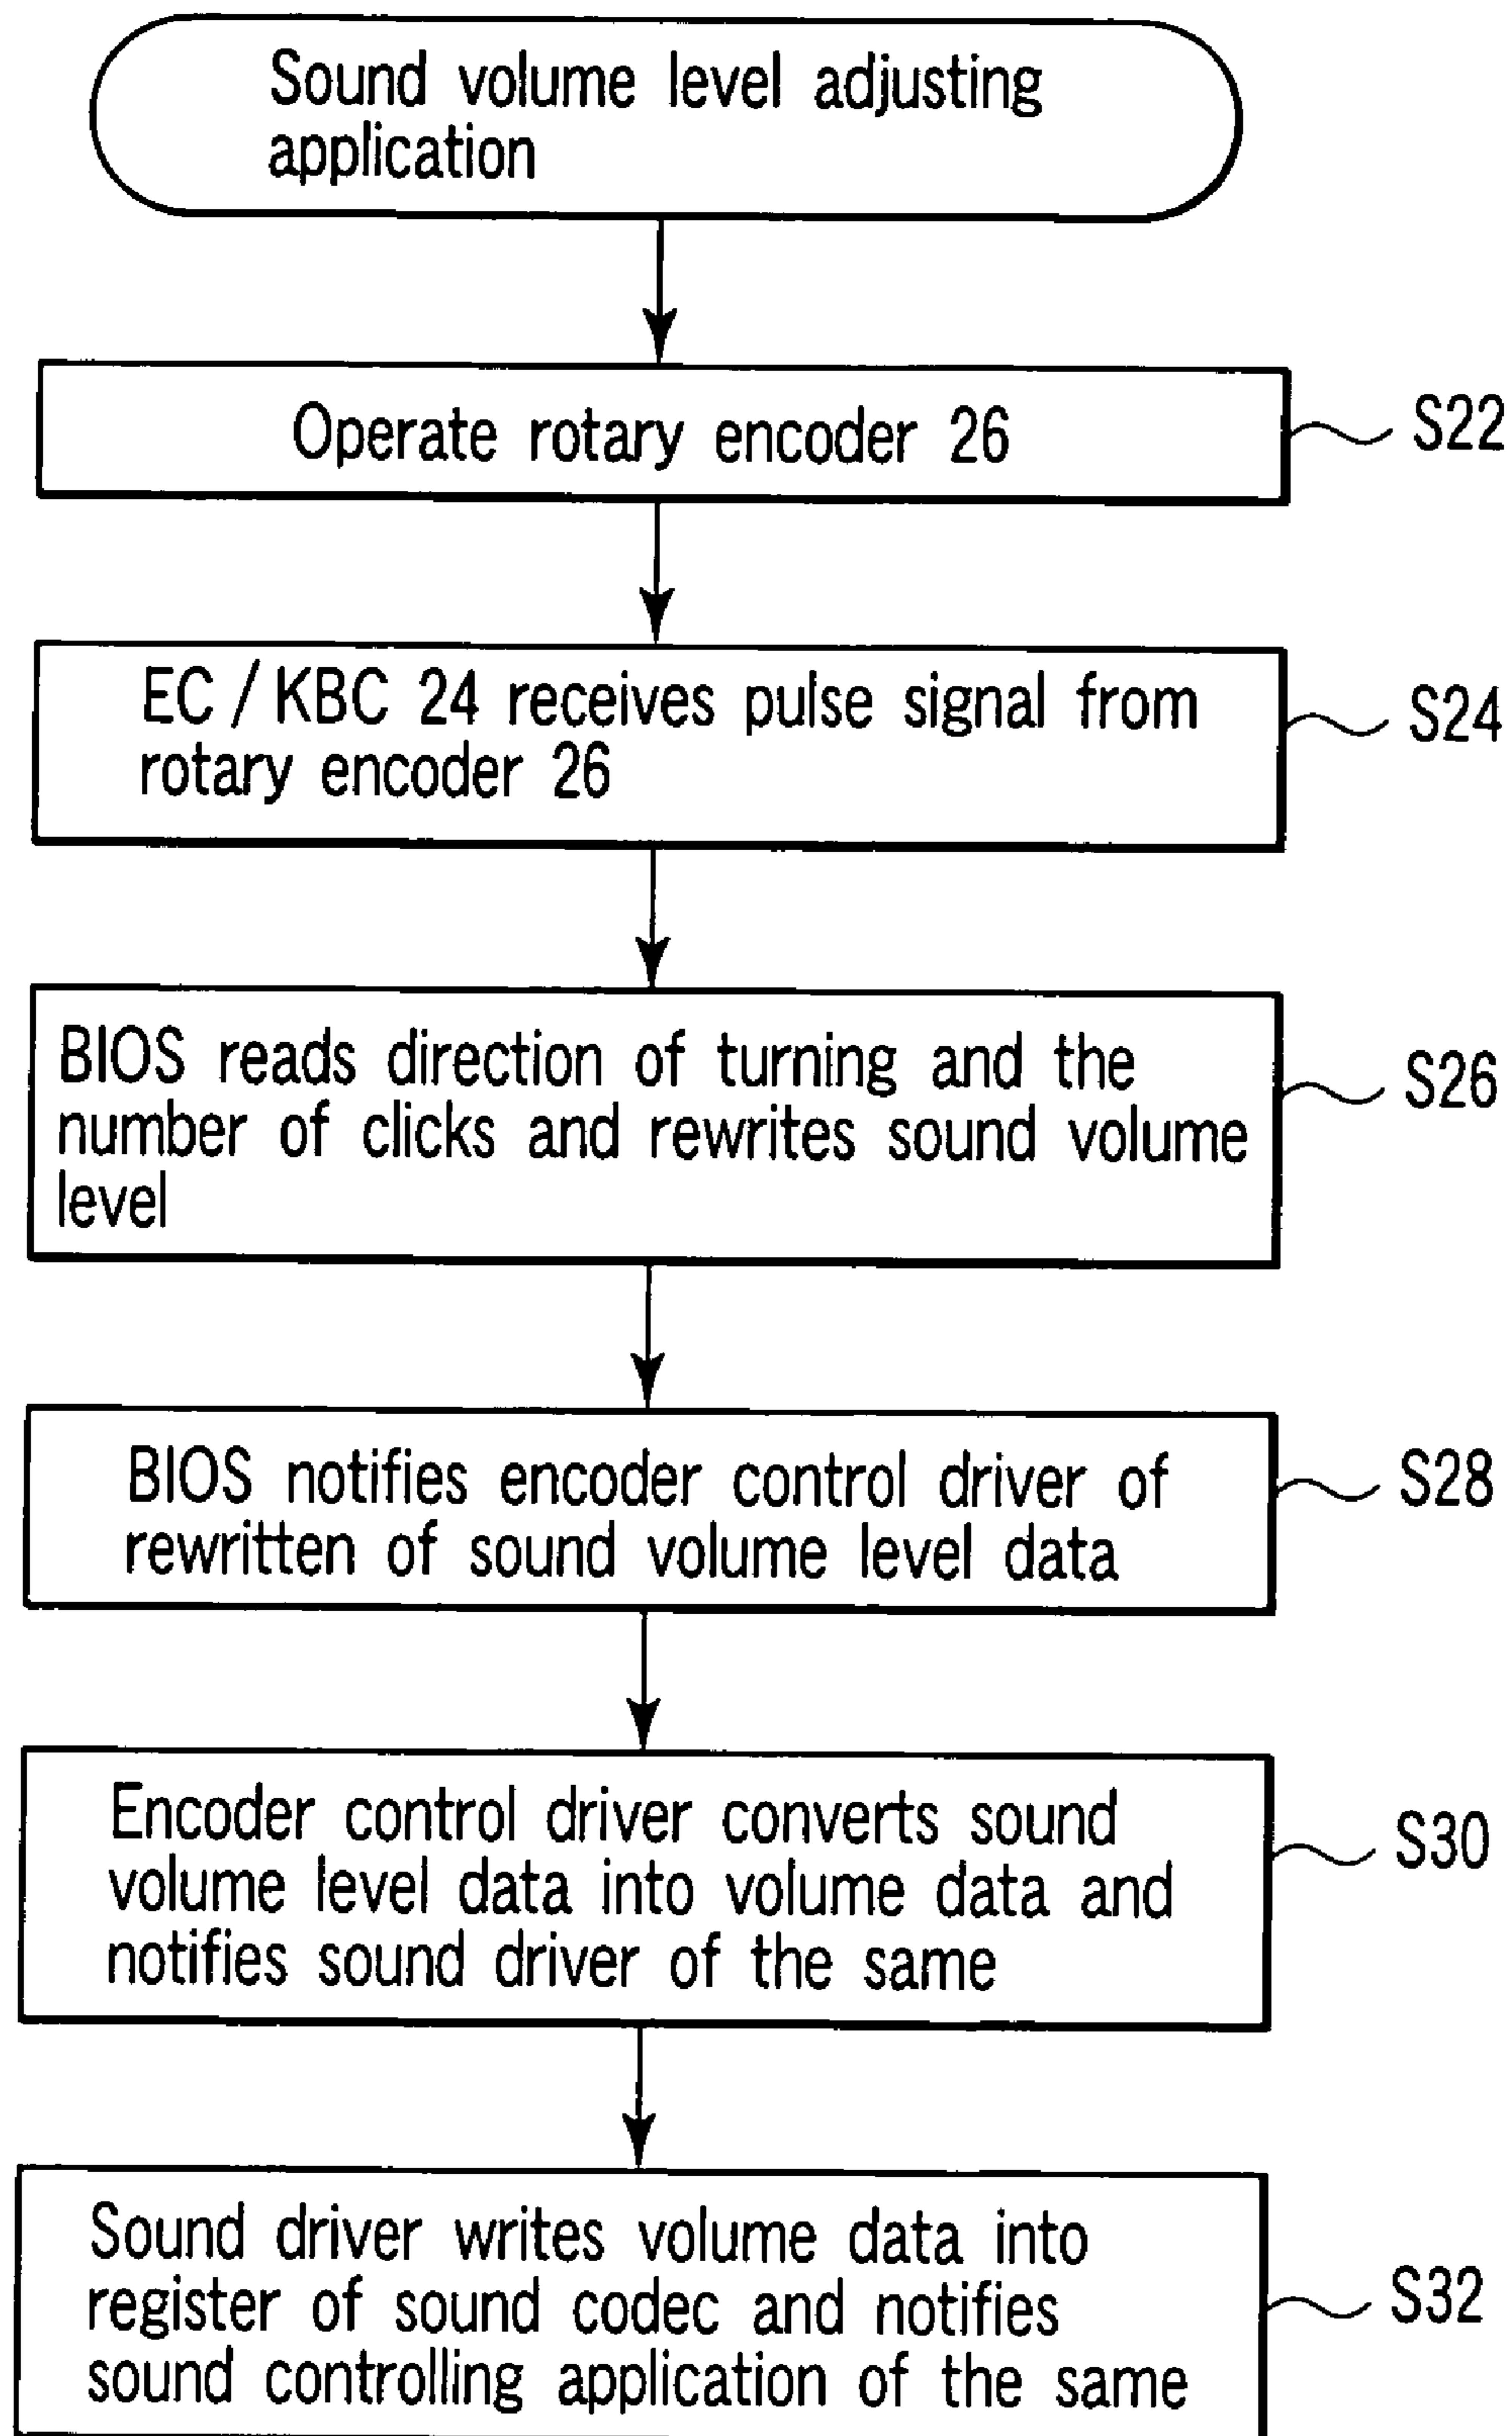 Sound volume level adjusting
application
Operate rotary encoder 26
S22
EC / KBC 24 receives pulse signal from
rotary encoder 26
S24
BIOS reads direction of turning and the
number of clicks and rewrites sound volume
level
S26
BIOS notifies encoder control driver of
rewritten of sound volume level data
S28
Encoder control driver converts sound
volume level data into volume data and
notifies sound driver of the same
S30
Sound driver writes volume data into
register of sound codec and notifies
sound controlling application of the same
S32